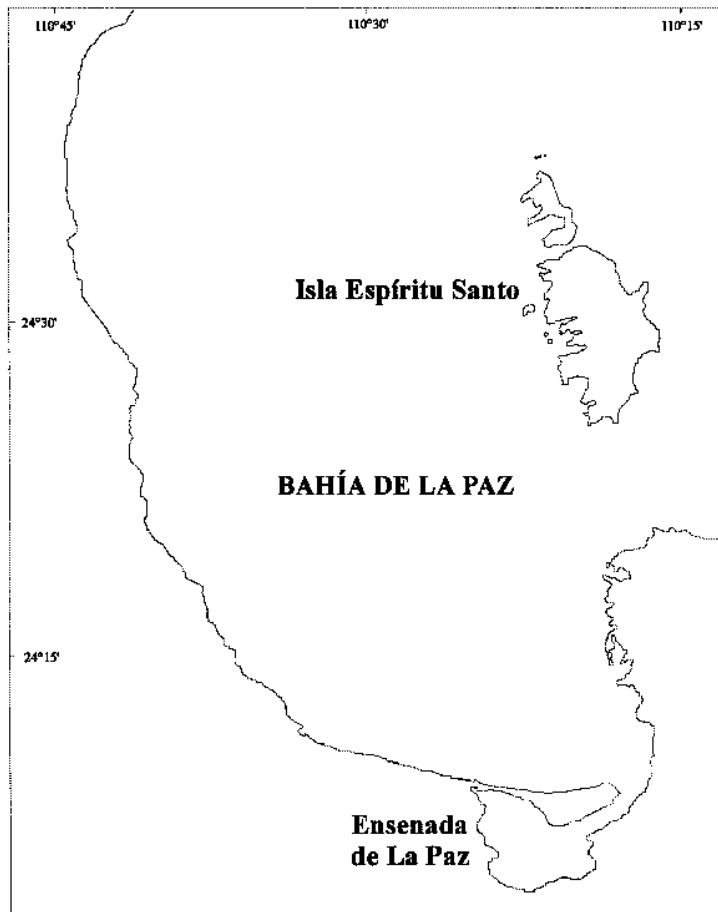 110°45'
110°30'
110°15'
Isla Espíritu Santo
24°30'
BAHÍA DE LA PAZ
24°15'
Ensenada
de La Paz